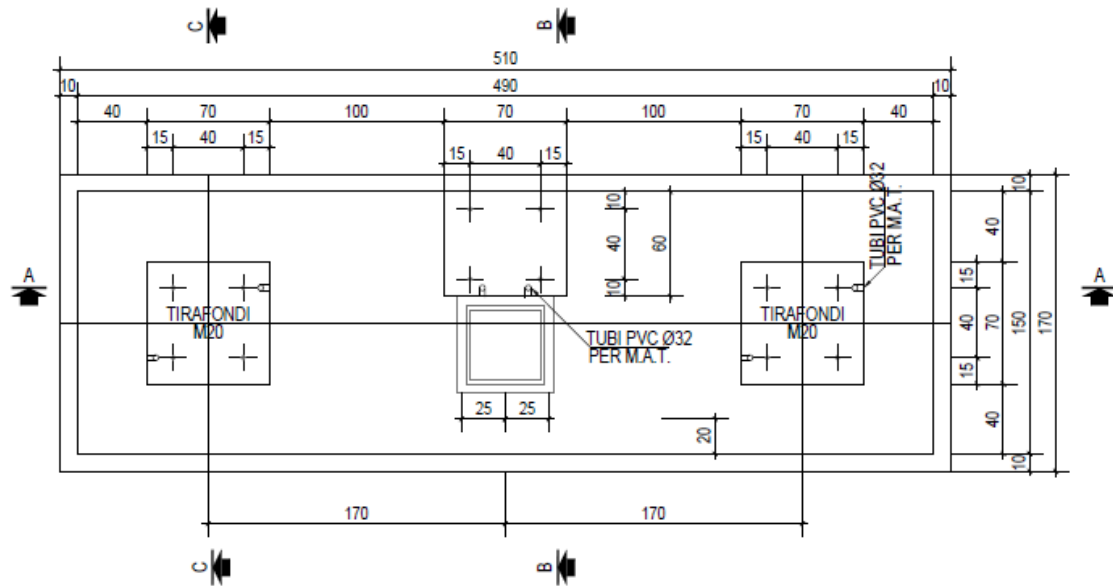 C
B
510
10 490 10
40 70 100 70 100 70 40
15 40 15
15 40 15
15 40 15
10
40
10
60
TUBI PVC Ø32
PER M.A.T.
10
40
15
40
15
70
40
150
170
10
A
A
TIRAFONDI
M20
TIRAFONDI
M20
TUBI PVC Ø32
PER M.A.T.
25 25
20
170 170
C
B